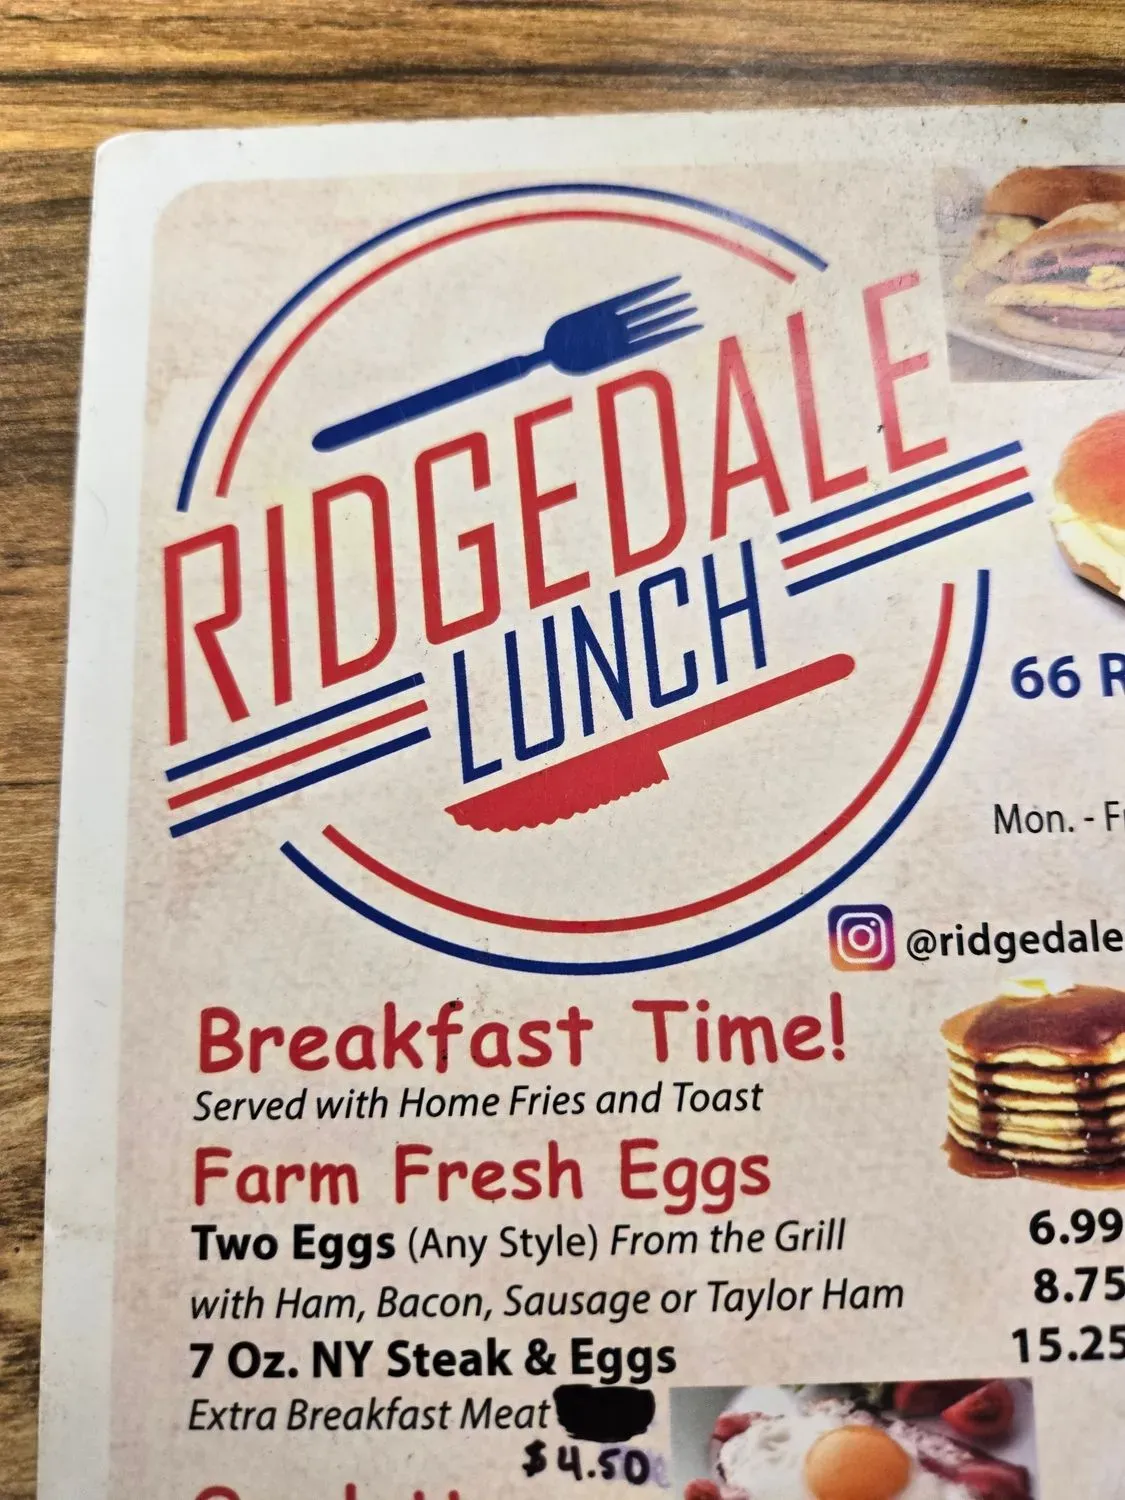 RIDGEDALE
LUNCH
66
Mon. -
@ridgedale
Breakfast Time!
Served with Home Fries and Toast
Farm Fresh Eggs
Two Eggs (Any Style) From the Grill 6.99
with Ham, Bacon, Sausage or Taylor Ham 8.75
7 Oz. NY Steak & Eggs 15.25
Extra Breakfast Meat
$4.50